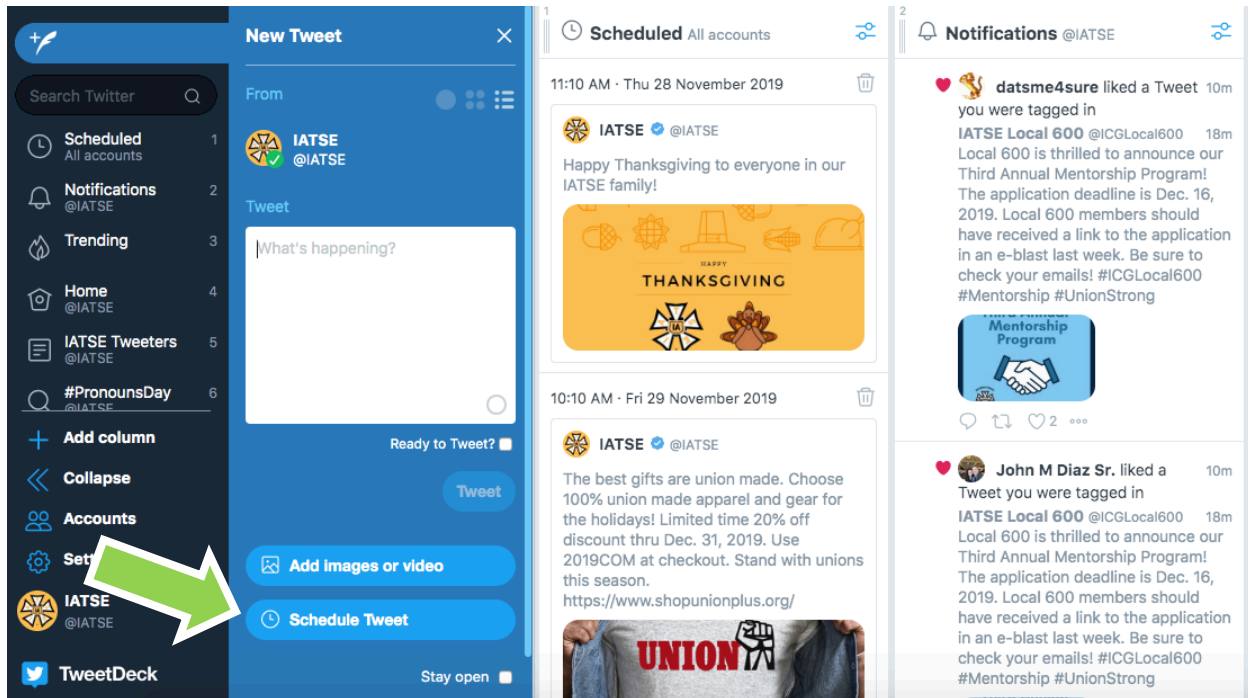 Search Twitter
Scheduled 1
All accounts
Notifications 2
@IATSE
Trending 3
Home 4
@IATSE
IATSE Tweeters 5
@IATSE
#PronounsDay 6
@IATSE
Add column
Collapse
Accounts
Sett
IATSE
@IATSE
TweetDeck
New Tweet
From
IATSE
@IATSE
Tweet
What's happening?
Ready to Tweet?
Tweet
Add images or video
Schedule Tweet
Stay open
1
Scheduled All accounts
11:10 AM · Thu 28 November 2019
IATSE @IATSE
Happy Thanksgiving to everyone in our
IATSE family!
HAPPY
THANKSGIVING
IA
10:10 AM · Fri 29 November 2019
IATSE @IATSE
The best gifts are union made. Choose
100% union made apparel and gear for
the holidays! Limited time 20% off
discount thru Dec. 31, 2019. Use
2019COM at checkout. Stand with unions
this season.
https://www.shopunionplus.org/
UNION
2
Notifications @IATSE
datsme4sure liked a Tweet 10m
you were tagged in
IATSE Local 600 @ICGLocal600 18m
Local 600 is thrilled to announce our
Third Annual Mentorship Program!
The application deadline is Dec. 16,
2019. Local 600 members should
have received a link to the application
in an e-blast last week. Be sure to
check your emails! #ICGLocal600
#Mentorship #UnionStrong
Third Annual
Mentorship
Program
2
John M Diaz Sr. liked a 10m
Tweet you were tagged in
IATSE Local 600 @ICGLocal600 18m
Local 600 is thrilled to announce our
Third Annual Mentorship Program!
The application deadline is Dec. 16,
2019. Local 600 members should
have received a link to the application
in an e-blast last week. Be sure to
check your emails! #ICGLocal600
#Mentorship #UnionStrong